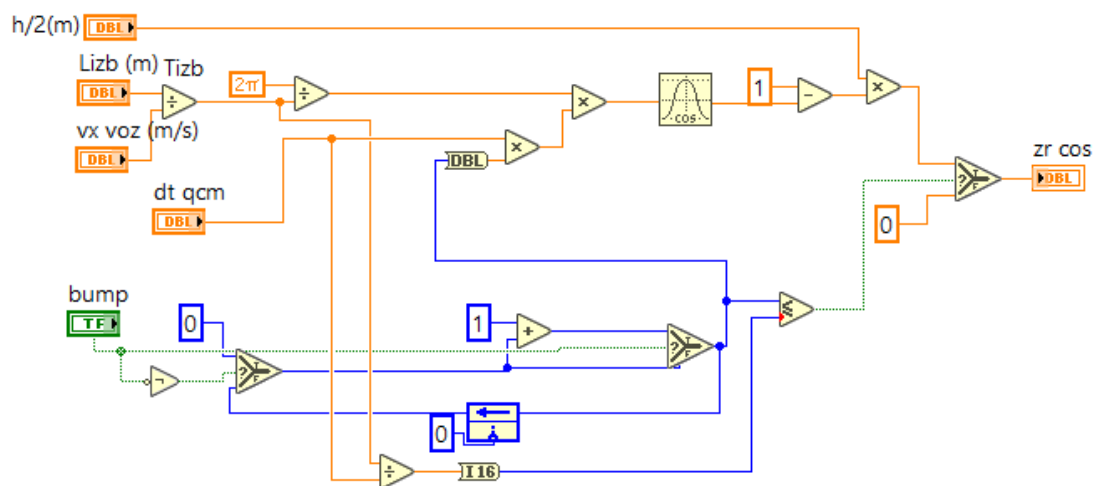 h/2(m)
DBL
Lizb (m)
Tizb
DBL
2π
÷
÷
×
cos
1
-
×
vx voz (m/s)
DBL
DBL
×
zr cos
DBL
?
T
F
dt qcm
DBL
0
bump
TF
0
1
+
≤
?
T
F
?
T
F
¬
0
i
÷
I16